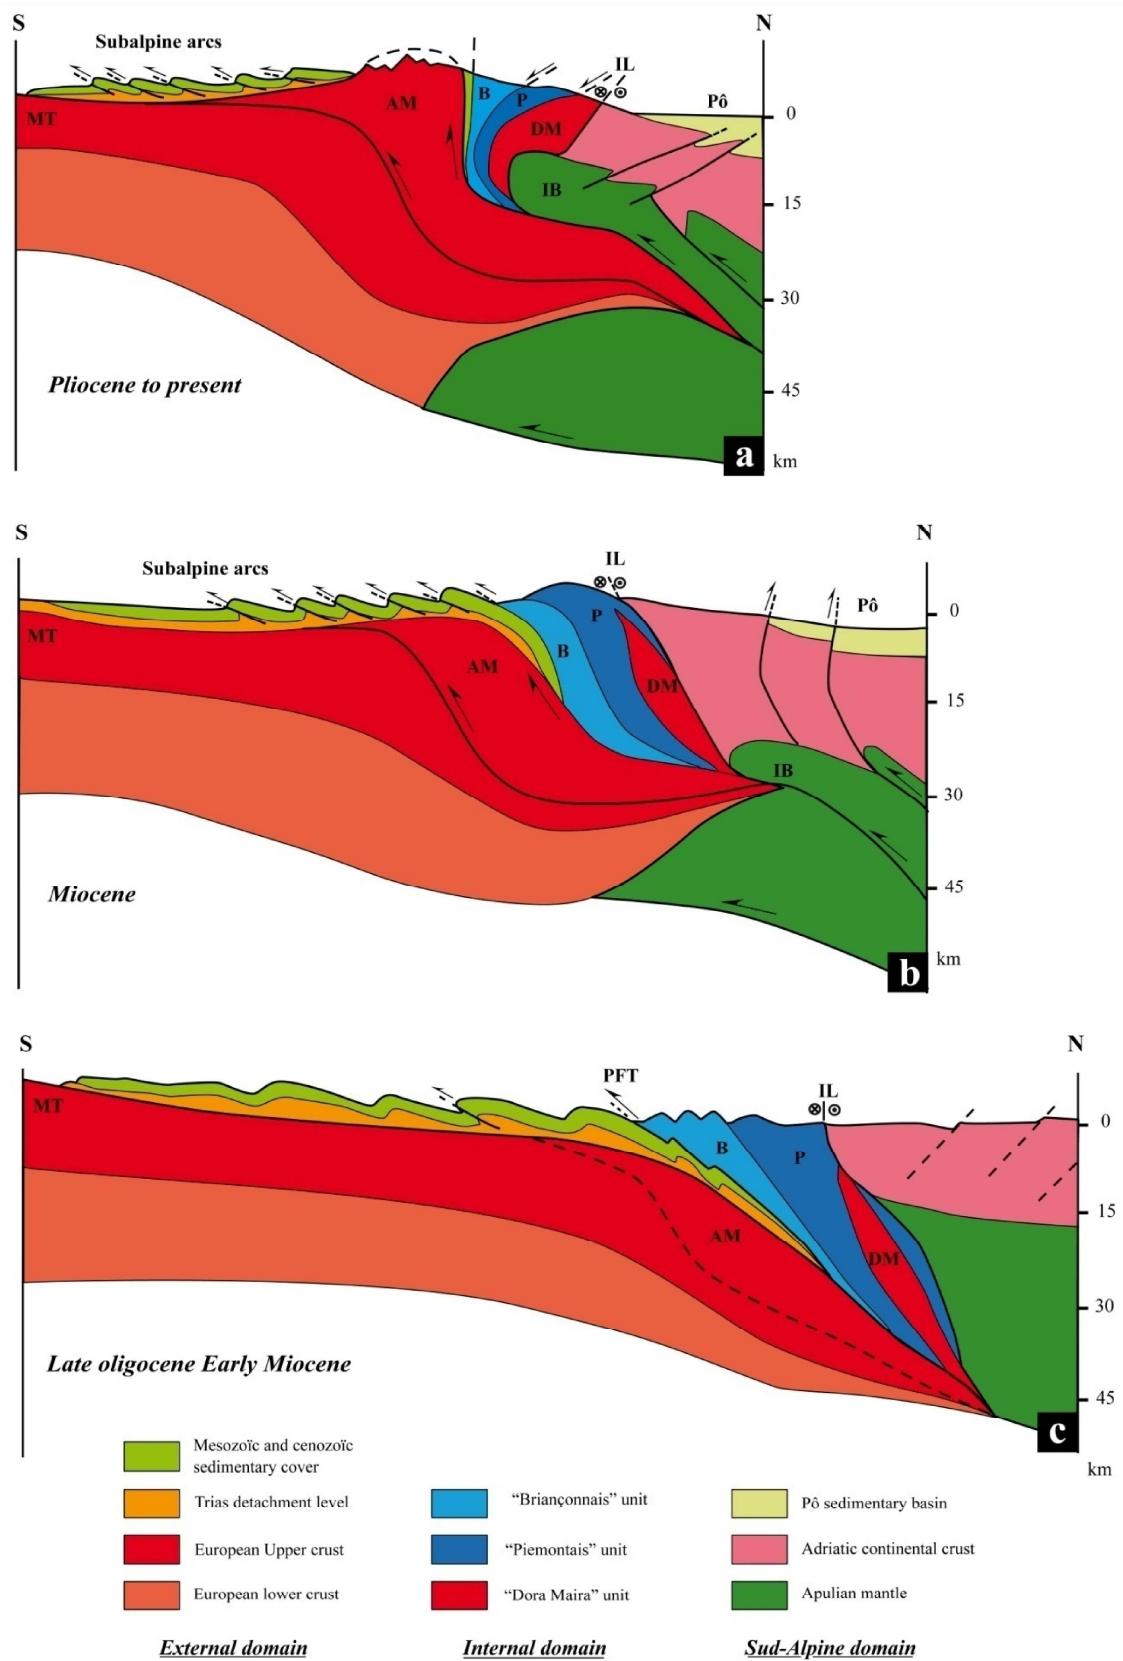 S
N
Subalpine arcs
IL
B
P
Pô
AM
MT
DM
IB
0
15
30
45
Pliocene to present
a
km
S
N
IL
Subalpine arcs
Pô
0
P
MT
B
AM
DM
15
IB
30
45
Miocene
km
b
S
N
PFT
IL
MT
0
B
P
15
AM
DM
30
Late oligocene Early Miocene
45
c
km
Mesozoïc and cenozoïc
sedimentary cover
Trias detachment level
European Upper crust
European lower crust
External domain
“Briançonnais” unit
“Piemontais” unit
“Dora Maira” unit
Internal domain
Pô sedimentary basin
Adriatic continental crust
Apulian mantle
Sud-Alpine domain